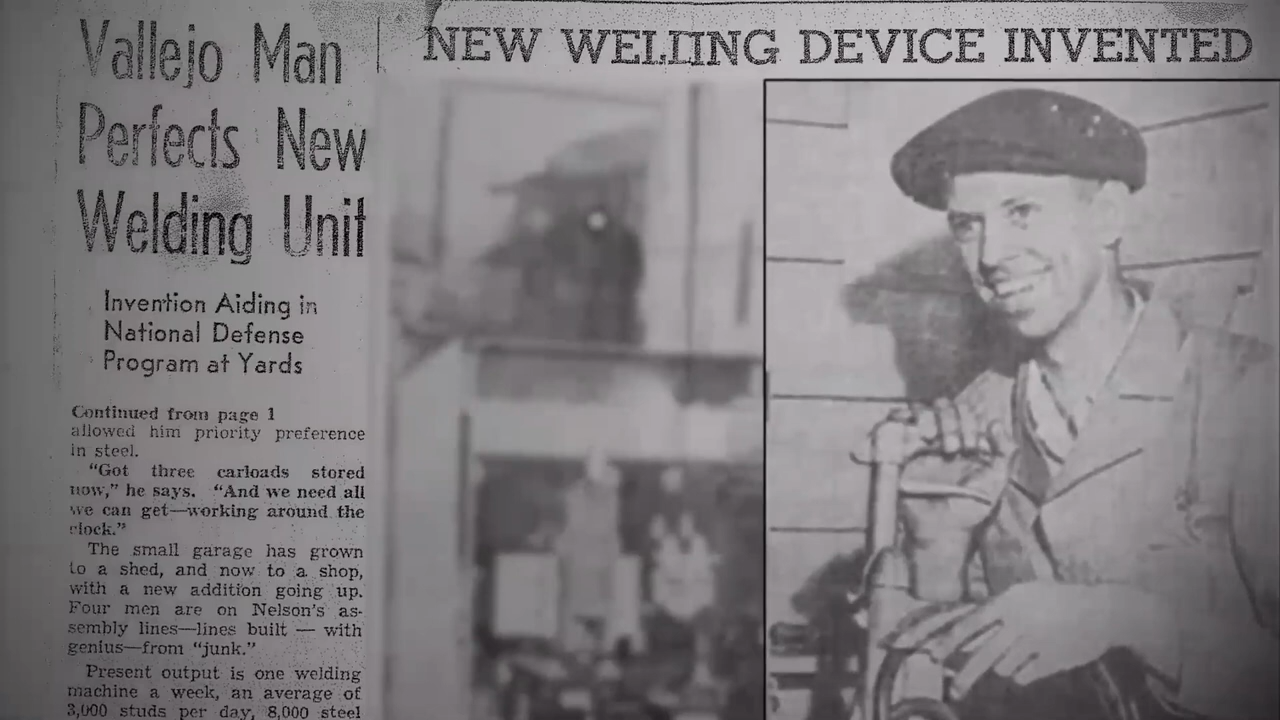 Vallejo Man
Perfects New
Welding Unit
Invention Aiding in
National Defense
Program at Yards
Continued from page 1
allowed him priority preference
in steel.
“Got three carloads stored
now,” he says. “And we need all
we can get—working around the
clock.”
The small garage has grown
to a shed, and now to a shop,
with a new addition going up.
Four men are on Nelson’s as-
sembly lines—lines built — with
genius—from “junk.”
Present output is one welding
machine a week, an average of
3,000 studs per day, 8,000 steel
NEW WELDING DEVICE INVENTED